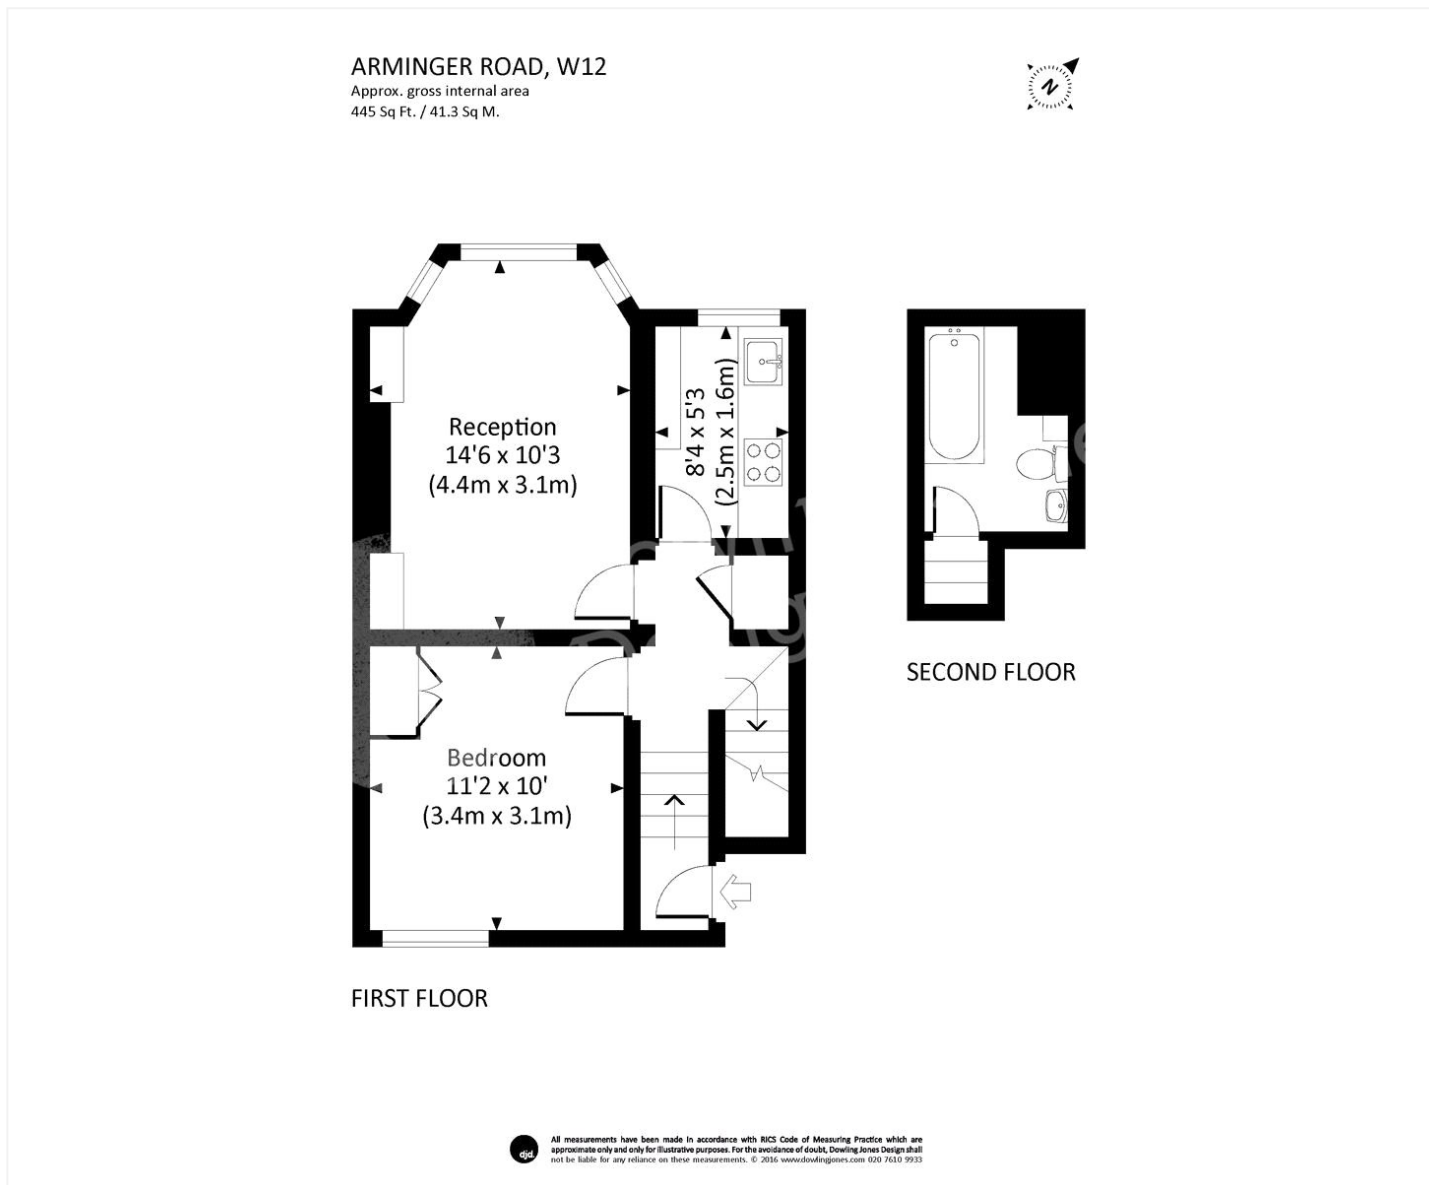 ARMINGER ROAD, W12
Approx. gross internal area
445 Sq Ft. / 41.3 Sq M.
N
Reception
14'6 x 10'3
(4.4m x 3.1m)
8'4 x 5'3
(2.5m x 1.6m)
Bedroom
11'2 x 10'
(3.4m x 3.1m)
SECOND FLOOR
FIRST FLOOR
djd.
All measurements have been made in accordance with RICS Code of Measuring Practice which are
approximate only and only for illustrative purposes. For the avoidance of doubt, Dowling Jones Design shall
not be liable for any reliance on these measurements. © 2016 www.dowlingjones.com 020 7610 9933